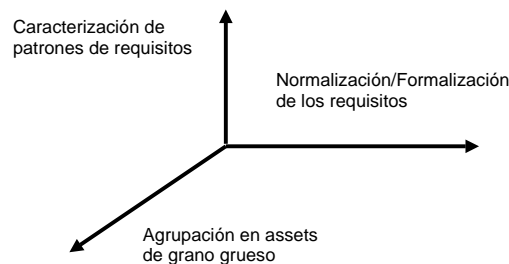 Caracterización de
patrones de requisitos
Normalización/Formalización
de los requisitos
Agrupación en assets
de grano grueso